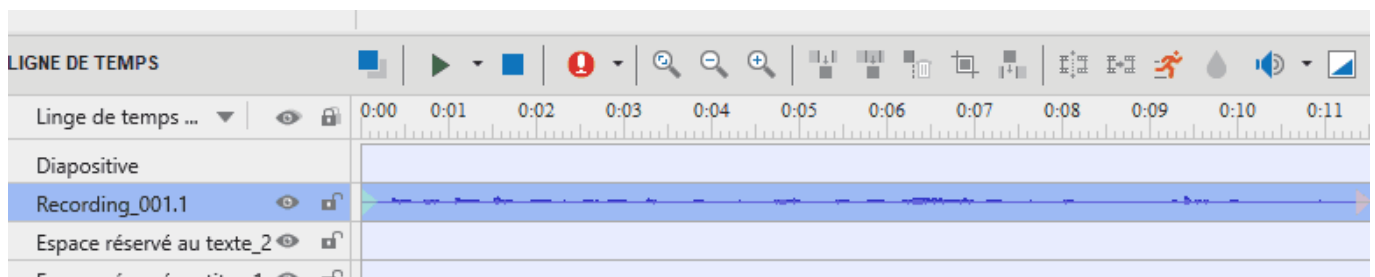 LIGNE DE TEMPS
Linge de temps ... 0:00 0:01 0:02 0:03 0:04 0:05 0:06 0:07 0:08 0:09 0:10 0:11
Diapositive
Recording_001.1
Espace réservé au texte_2